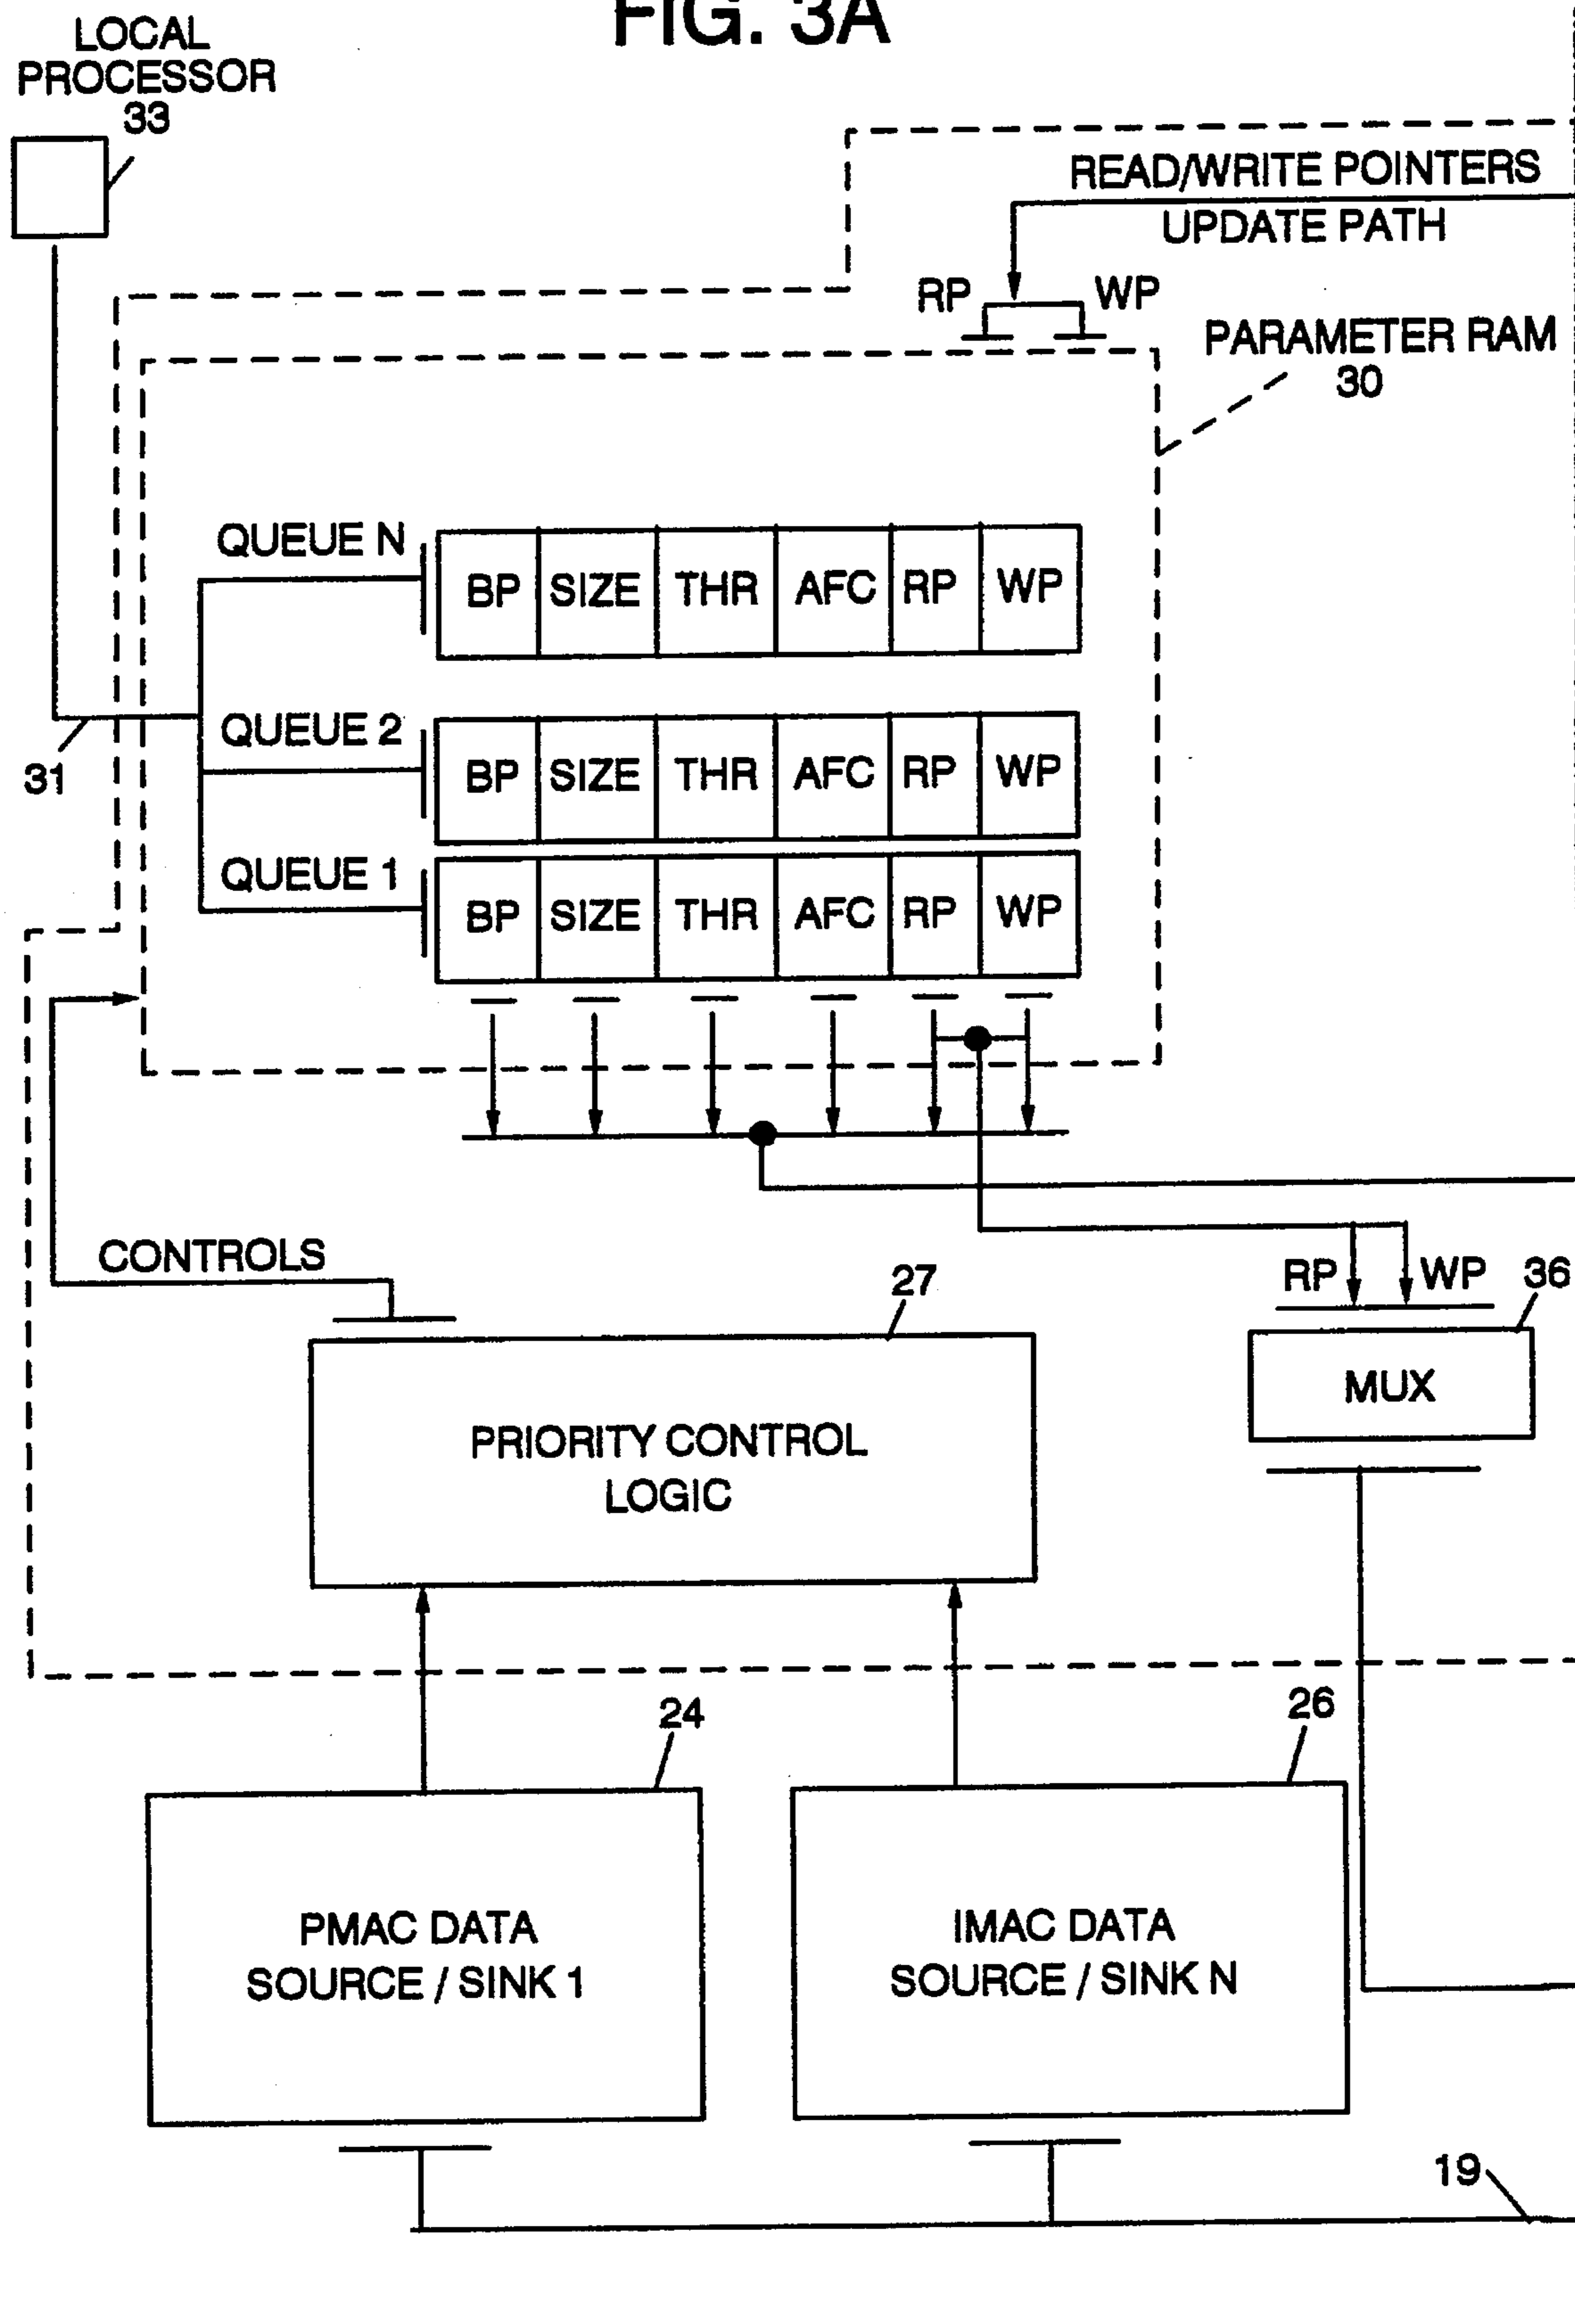 FIG. 3A
LOCAL
PROCESSOR
33
READ/WRITE POINTERS
UPDATE PATH
RP
WP
PARAMETER RAM
30
QUEUE N
BP SIZE THR AFC RP WP
31
QUEUE 2
BP SIZE THR AFC RP WP
QUEUE 1
BP SIZE THR AFC RP WP
CONTROLS
27
RP
WP
36
MUX
PRIORITY CONTROL
LOGIC
24
26
PMAC DATA
SOURCE / SINK 1
IMAC DATA
SOURCE / SINK N
19